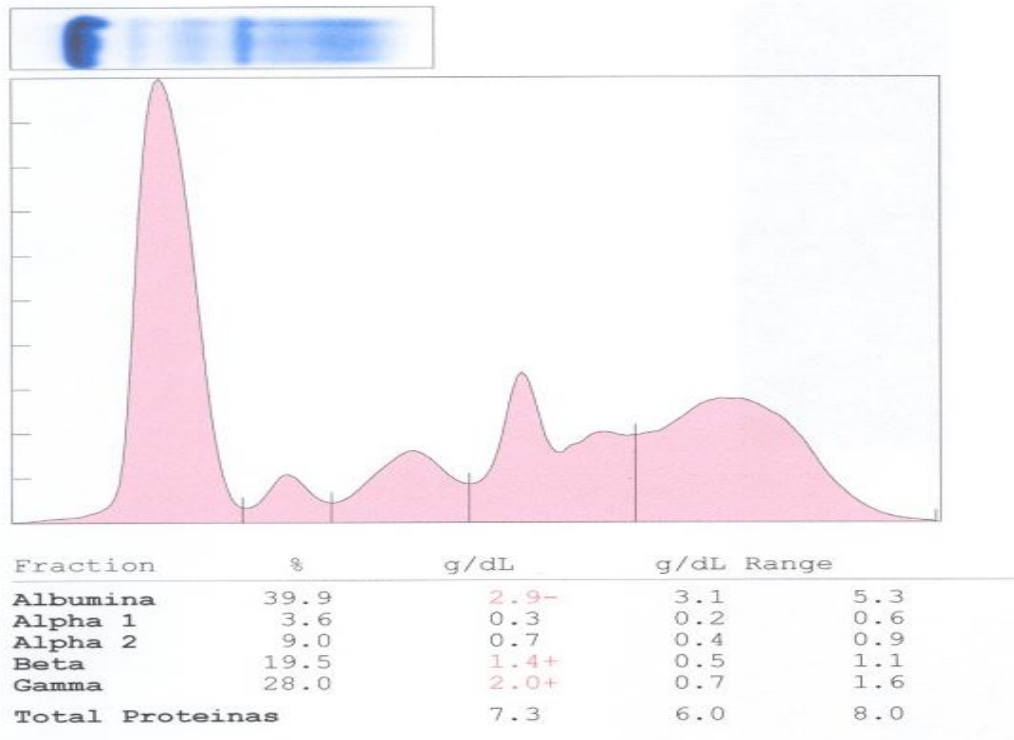 Fraction % g/dL g/dL Range
Albumina 39.9 2.9- 3.1 5.3
Alpha 1 3.6 0.3 0.2 0.6
Alpha 2 9.0 0.7 0.4 0.9
Beta 19.5 1.4+ 0.5 1.1
Gamma 28.0 2.0+ 0.7 1.6
Total Proteinas 7.3 6.0 8.0